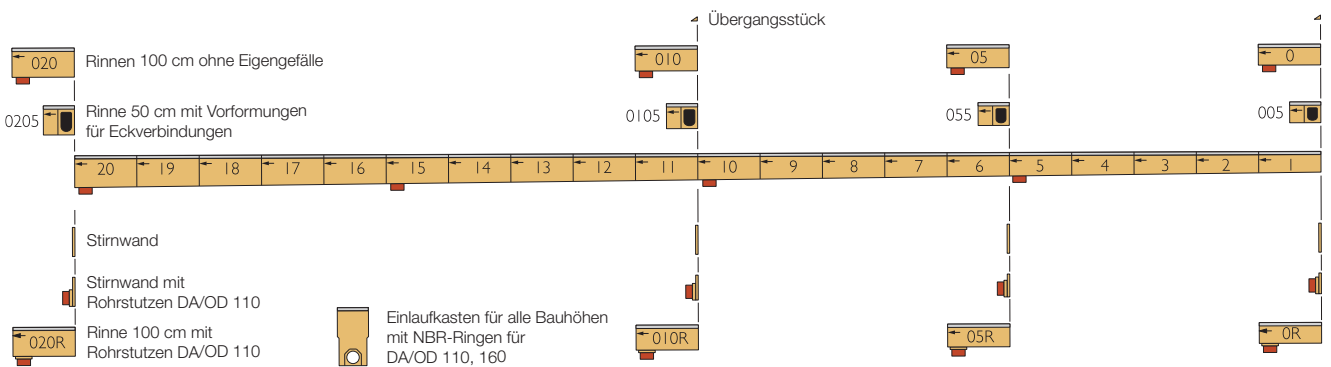 Übergangsstück
020
Rinnen 100 cm ohne Eigengefälle
010
05
0
0205
Rinne 50 cm mit Vorformungen
für Eckverbindungen
0105
055
005
20 19 18 17 16 15 14 13 12 11 10 9 8 7 6 5 4 3 2 1
Stirnwand
Stirnwand mit
Rohrstutzen DA/OD 110
020R
Rinne 100 cm mit
Rohrstutzen DA/OD 110
Einlaufkasten für alle Bauhöhen
mit NBR-Ringen für
DA/OD 110, 160
010R
05R
0R